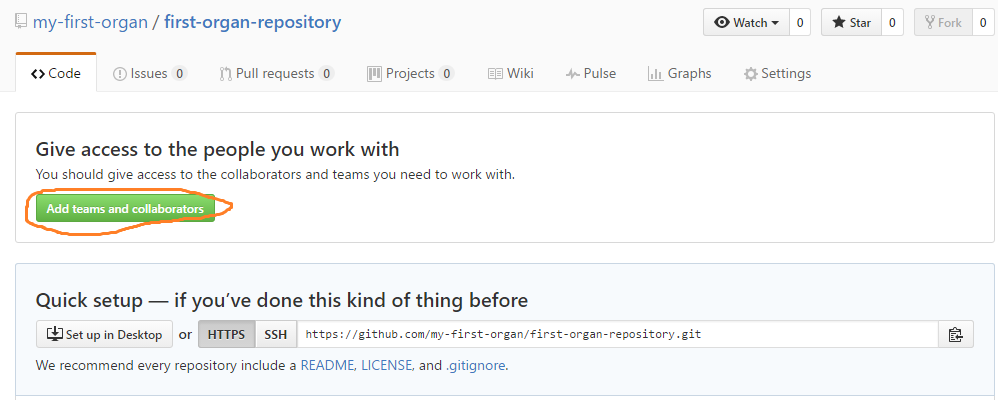 my-first-organ / first-organ-repository
Watch 0 Star 0 Fork 0
Code Issues 0 Pull requests 0 Projects 0 Wiki Pulse Graphs Settings
Give access to the people you work with
You should give access to the collaborators and teams you need to work with.
Add teams and collaborators
Quick setup — if you’ve done this kind of thing before
Set up in Desktop or HTTPS SSH https://github.com/my-first-organ/first-organ-repository.git
We recommend every repository include a README, LICENSE, and .gitignore.